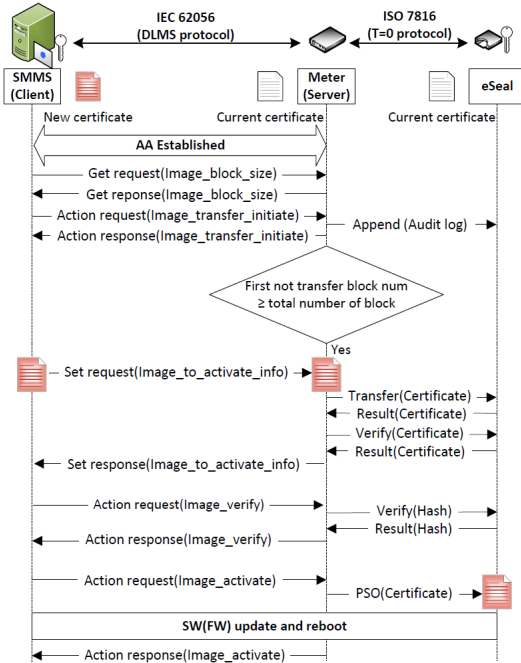 IEC 62056
(DLMS protocol)
ISO 7816
(T=0 protocol)
SMMS
(Client)
Meter
(Server)
eSeal
New certificate
Current certificate
Current certificate
AA Established
Get request(Image_block_size)
Get reponse(Image_block_size)
Action request(Image_transfer_initiate)
Append (Audit log)
Action response(Image_transfer_initiate)
First not transfer block num
≥ total number of block
Yes
Set request(Image_to_activate_info)
Transfer(Certificate)
Result(Certificate)
Verify(Certificate)
Result(Certificate)
Set response(Image_to_activate_info)
Action request(Image_verify)
Verify(Hash)
Result(Hash)
Action response(Image_verify)
Action request(Image_activate)
PSO(Certificate)
SW(FW) update and reboot
Action response(Image_activate)